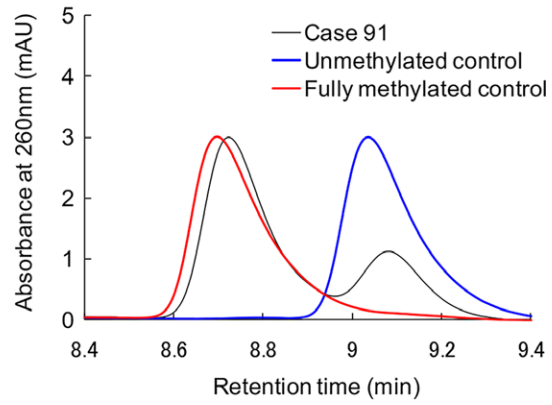 Absorbance at 260nm (mAU)
5
4
3
2
1
0
Case 91
Unmethylated control
Fully methylated control
8.4 8.6 8.8 9 9.2 9.4
Retention time (min)